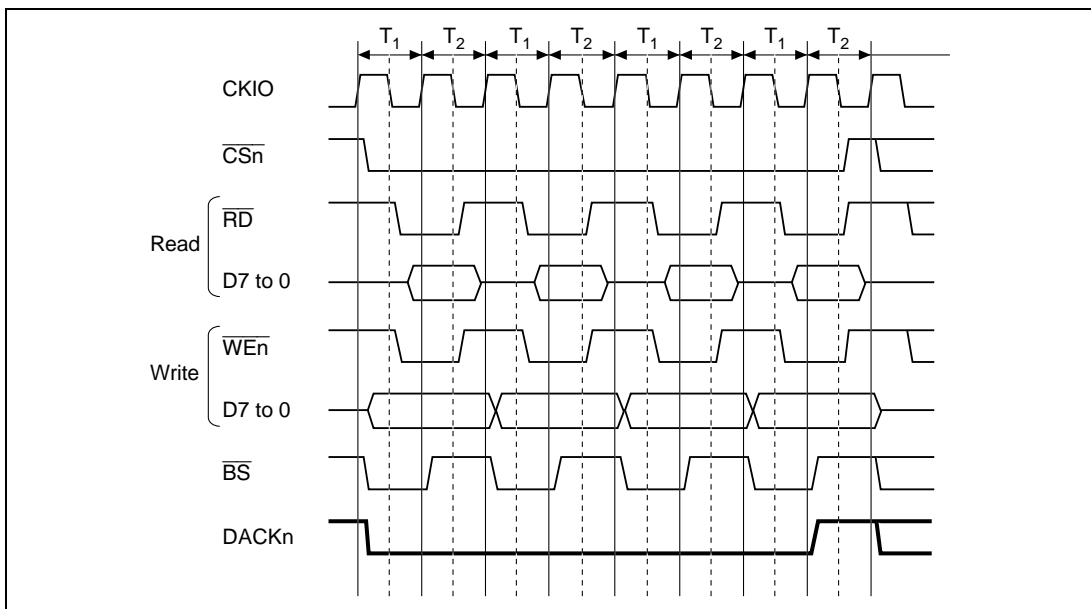 T1 T2 T1 T2 T1 T2 T1 T2
CKIO
CSn
Read
RD
D7 to 0
Write
WEn
D7 to 0
BS
DACKn